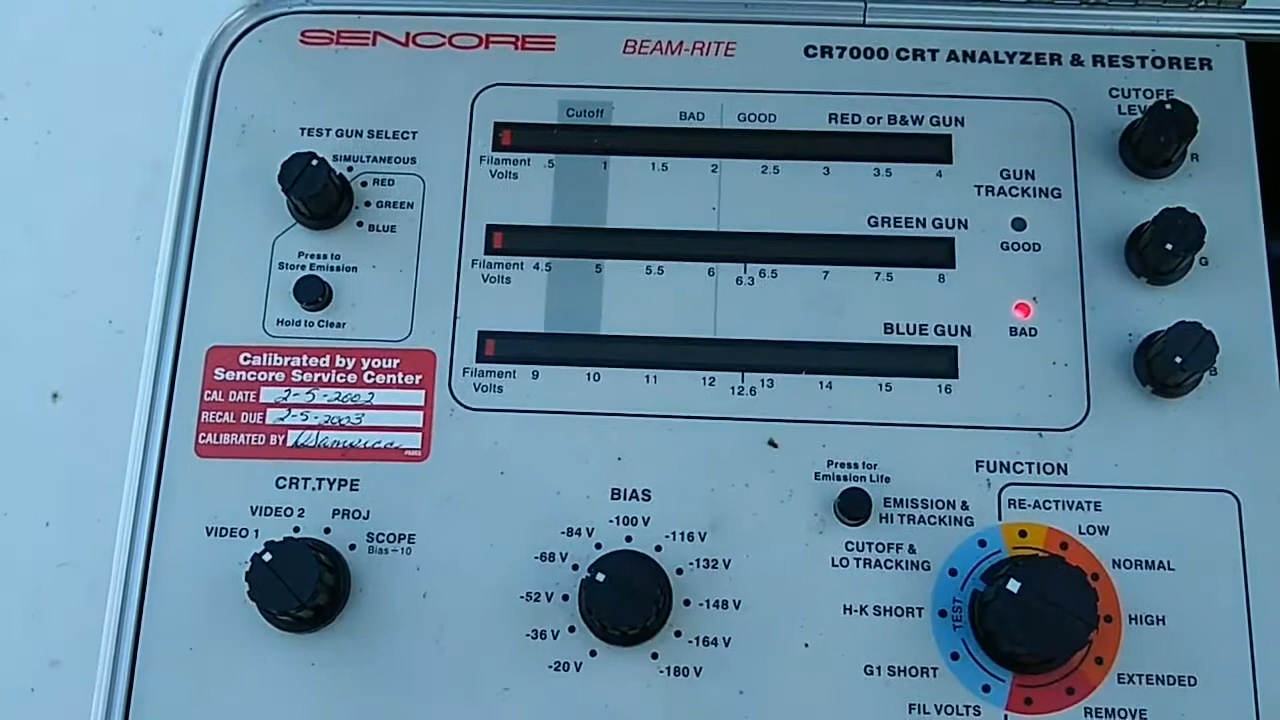 SENCORE
BEAM-RITE
CR7000 CRT ANALYZER & RESTORER
TEST GUN SELECT
SIMULTANEOUS
RED
GREEN
BLUE
Press to
Store Emission
Hold to Clear
Cutoff
BAD
GOOD
RED or B&W GUN
Filament
Volts
.5 1 1.5 2 2.5 3 3.5 4
GREEN GUN
Filament
Volts
4.5 5 5.5 6 6.3 6.5 7 7.5 8
BLUE GUN
Filament
Volts
9 10 11 12 12.6 13 14 15 16
GUN
TRACKING
GOOD
BAD
CUTOFF
R
G
B
Calibrated by your
Sencore Service Center
CAL DATE 2-5-2002
RECAL DUE 2-5-2003
CALIBRATED BY
CRT TYPE
VIDEO 1
VIDEO 2
PROJ
SCOPE
Bias÷10
BIAS
-100 V
-84 V
-116 V
-68 V
-132 V
-52 V
-148 V
-36 V
-164 V
-20 V
-180 V
Press for
Emission Life
FUNCTION
EMISSION &
HI TRACKING
CUTOFF &
LO TRACKING
H-K SHORT
G1 SHORT
FIL VOLTS
TEST
RE-ACTIVATE
LOW
NORMAL
HIGH
EXTENDED
REMOVE